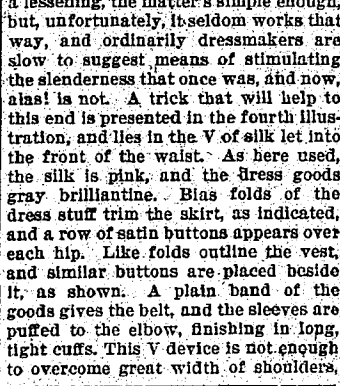 a lessening, the matter's simple enough,
but, unfortunately, it seldom works that
way, and ordinarily dressmakers are
slow to suggest means of stimulating
the slenderness that once was, and now,
alas! is not. A trick that will help to
this end is presented in the fourth illus-
tration, and lies in the V of silk let into
the front of the waist. As here used,
the silk is pink, and the dress goods
gray brilliantine. Bias folds of the
dress stuff trim the skirt, as indicated,
and a row of satin buttons appears over
each hip. Like folds outline the vest,
and similar buttons are placed beside
it, as shown. A plain band of the
goods gives the belt, and the sleeves are
puffed to the elbow, finishing in long,
tight cuffs. This V device is not enough
to overcome great width of shoulders,